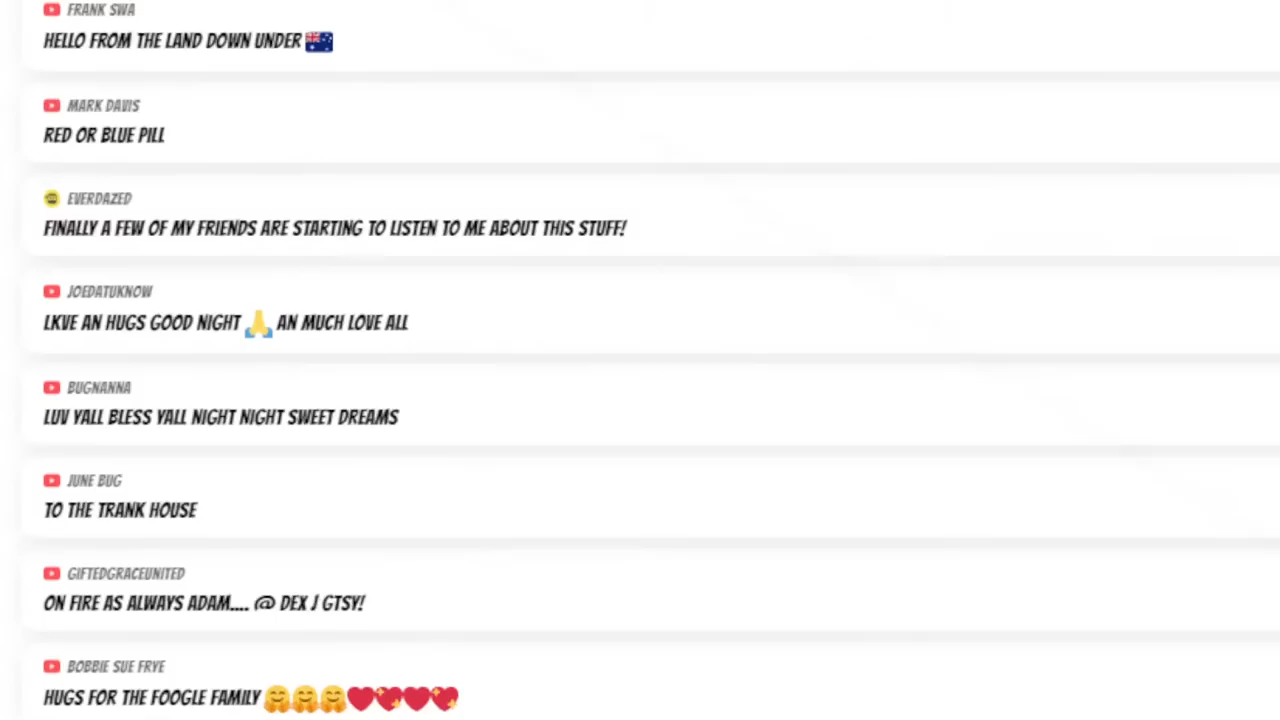 FRANK SWA
HELLO FROM THE LAND DOWN UNDER 🇦🇺
MARK DAVIS
RED OR BLUE PILL
EVERDAZED
FINALLY A FEW OF MY FRIENDS ARE STARTING TO LISTEN TO ME ABOUT THIS STUFF!
JOEDATUKNOW
LKVE AN HUGS GOOD NIGHT 🙏 AN MUCH LOVE ALL
BUGNANNA
LUV YALL BLESS YALL NIGHT NIGHT SWEET DREAMS
JUNE BUG
TO THE TRANK HOUSE
GIFTEDGRACEUNITED
ON FIRE AS ALWAYS ADAM.... @ DEX J GTSY!
BOBBIE SUE FRYE
HUGS FOR THE FOOGLE FAMILY 🤗🤗🤗❤️💖❤️💖